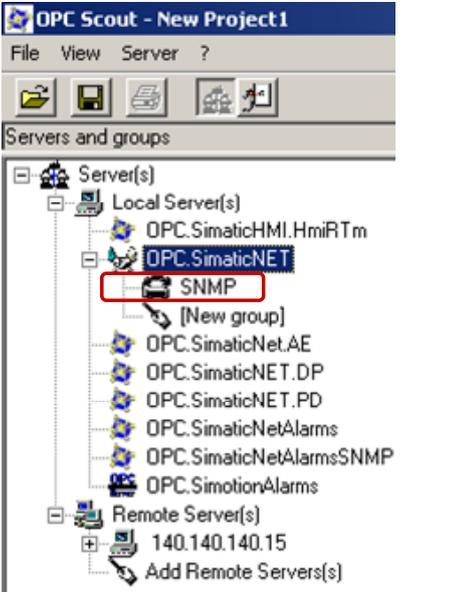 OPC Scout - New Project1
File View Server ?
Servers and groups
Server(s)
Local Server(s)
OPC.SimaticHMI.HmiRTm
OPC.SimaticNET
SNMP
[New group]
OPC.SimaticNet.AE
OPC.SimaticNET.DP
OPC.SimaticNET.PD
OPC.SimaticNetAlarms
OPC.SimaticNetAlarmsSNMP
OPC OPC.SimotionAlarms
Remote Server(s)
140.140.140.15
Add Remote Servers(s)